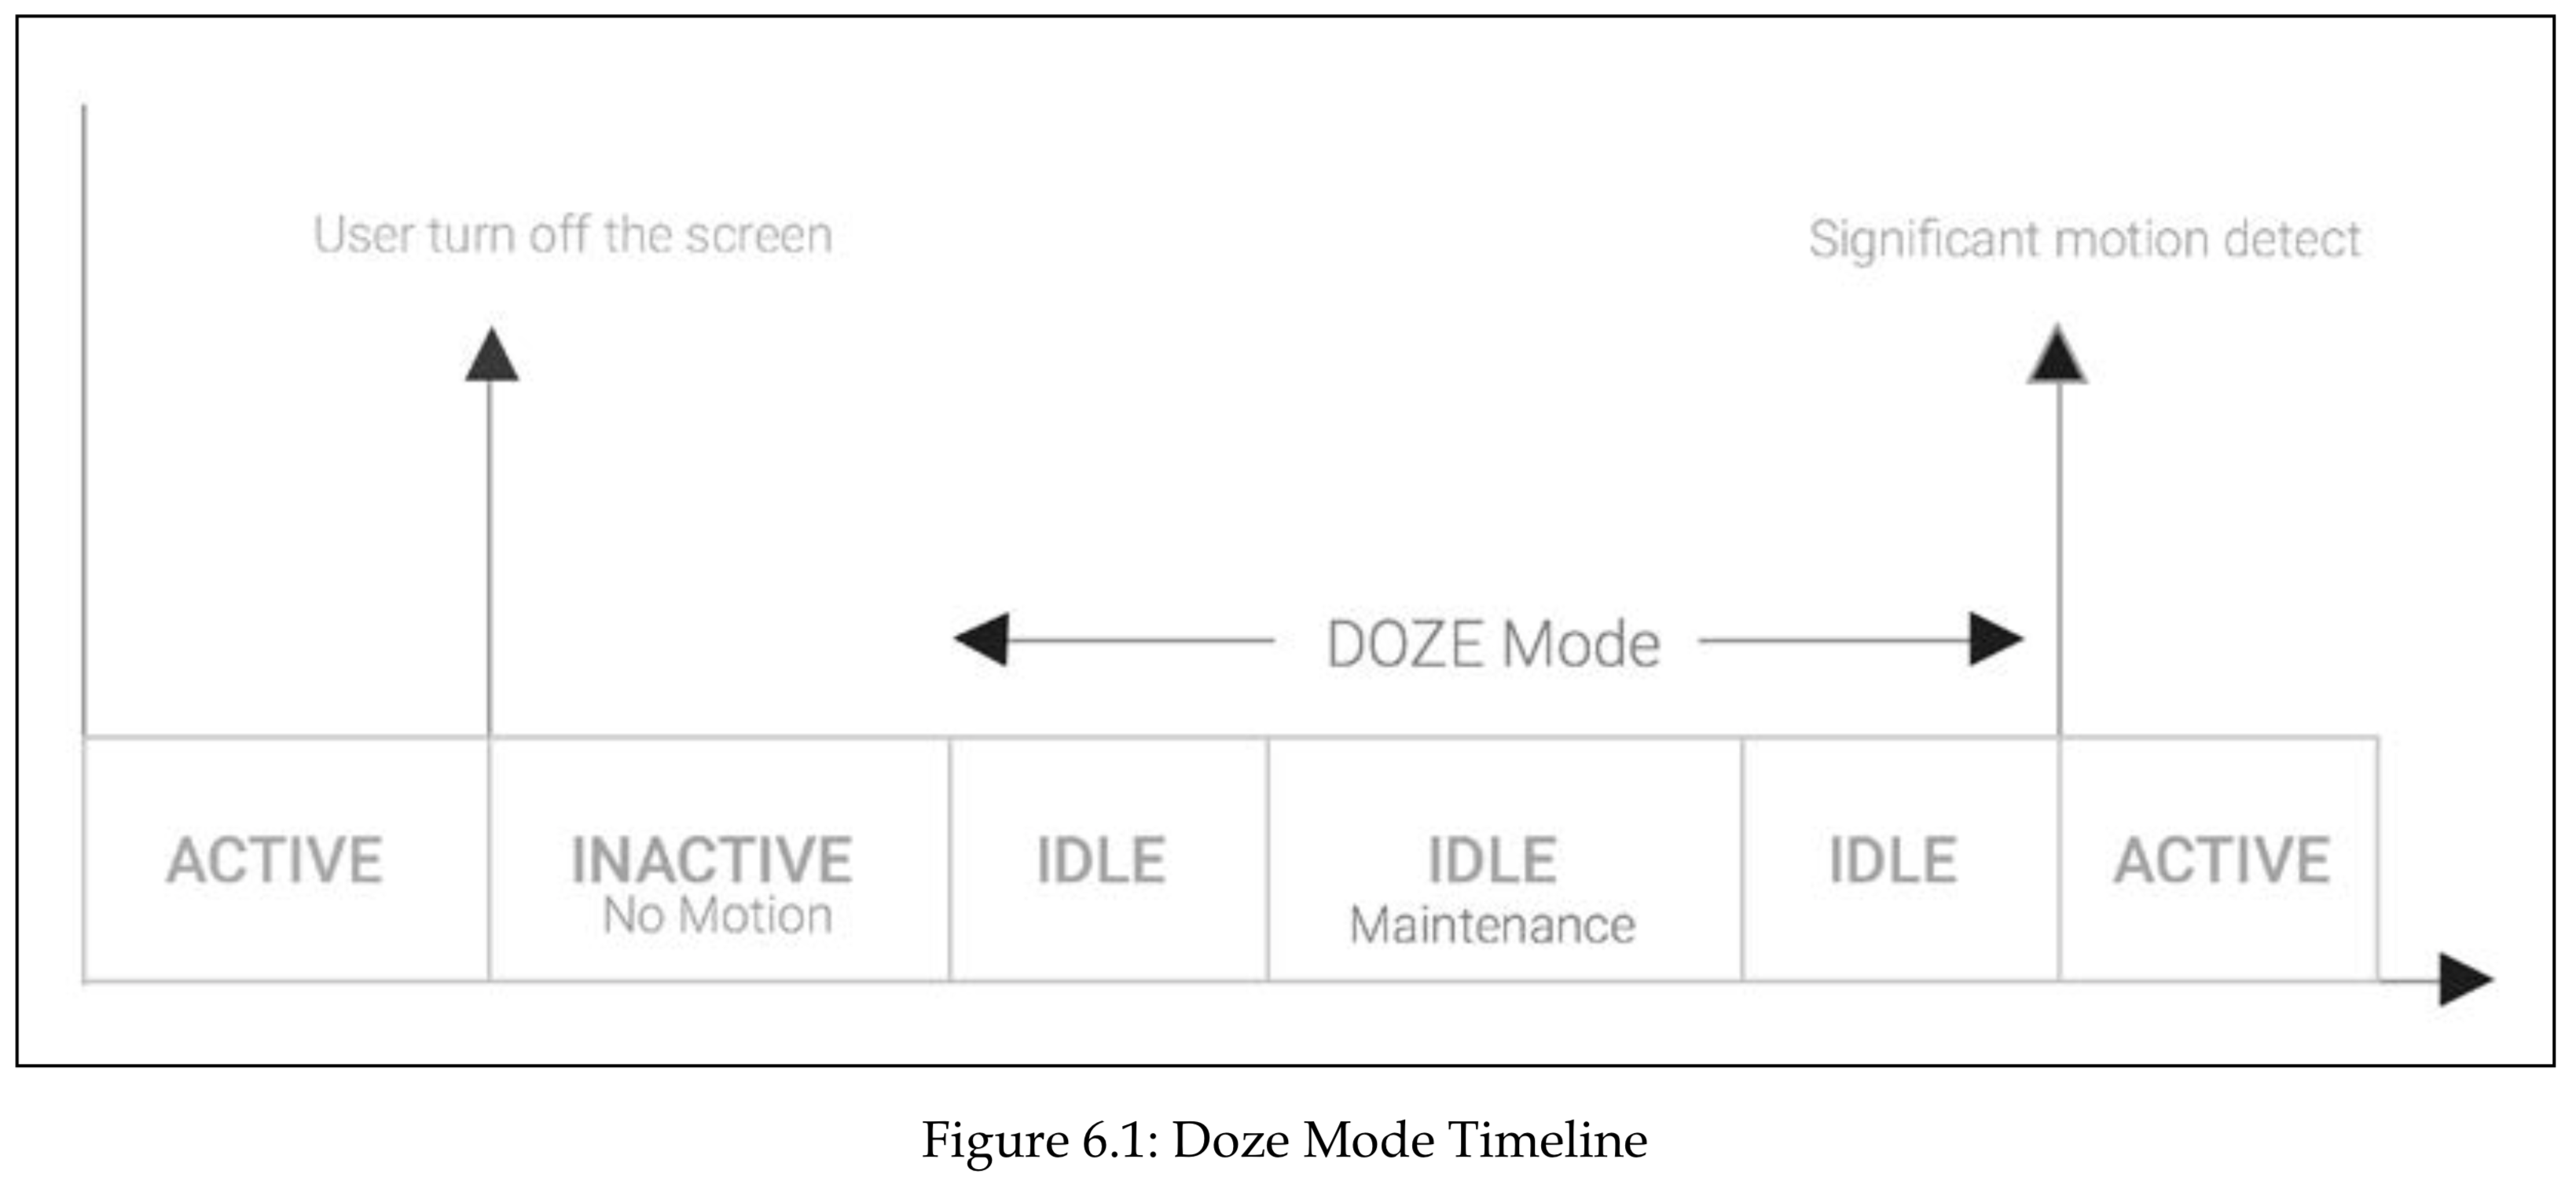 User turn off the screen
Significant motion detect
DOZE Mode
ACTIVE
INACTIVE
No Motion
IDLE
IDLE
Maintenance
IDLE
ACTIVE
Figure 6.1: Doze Mode Timeline